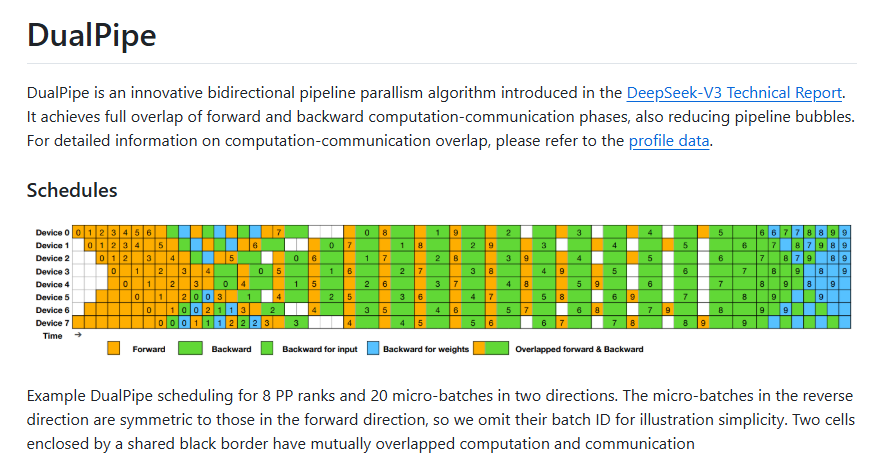 DualPipe
DualPipe is an innovative bidirectional pipeline parallism algorithm introduced in the DeepSeek-V3 Technical Report.
It achieves full overlap of forward and backward computation-communication phases, also reducing pipeline bubbles.
For detailed information on computation-communication overlap, please refer to the profile data.
Schedules
Device 0 0 1 2 3 4 5 6 7 0 8 1 9 2 3 4 5 6 6 7 7 8 8 9 9
Device 1 0 1 2 3 4 5 6 0 7 1 8 2 9 3 4 5 6 7 8 7 9 8 9
Device 2 0 1 2 3 4 5 0 6 1 7 2 8 3 9 4 5 6 7 8 7 9 8 9
Device 3 0 1 2 3 4 0 5 1 6 2 7 3 8 4 9 5 6 7 8 9 8 9
Device 4 0 1 2 3 0 4 1 5 2 6 3 7 4 8 5 9 6 7 8 9 8 9
Device 5 0 1 2 0 0 3 1 4 2 5 3 6 4 7 5 8 6 9 7 8 9 9
Device 6 0 1 0 0 2 1 1 3 2 4 3 5 4 6 5 7 6 8 7 9 8 9 9
Device 7 0 0 0 1 1 1 2 2 2 3 3 4 4 5 5 6 6 7 7 8 8 9 9
Time →
Forward Backward Backward for input Backward for weights Overlapped forward & Backward
Example DualPipe scheduling for 8 PP ranks and 20 micro-batches in two directions. The micro-batches in the reverse
direction are symmetric to those in the forward direction, so we omit their batch ID for illustration simplicity. Two cells
enclosed by a shared black border have mutually overlapped computation and communication